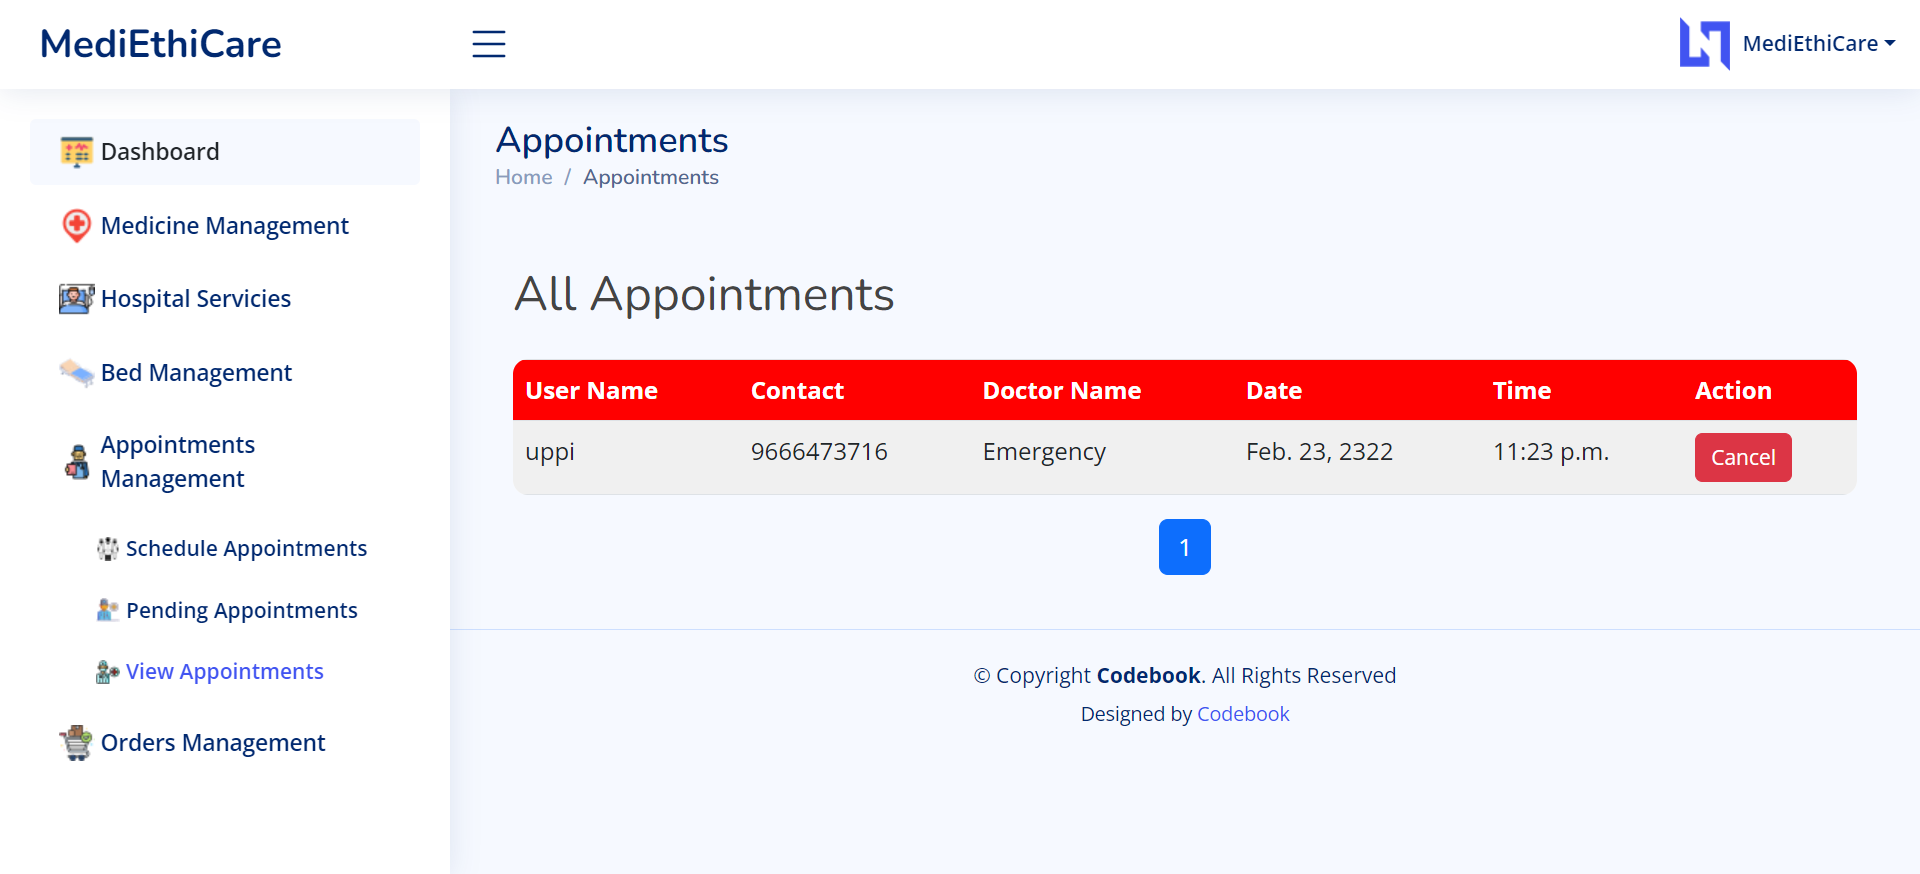 MediEthiCare
MediEthiCare
Dashboard
Medicine Management
Hospital Servicies
Bed Management
Appointments
Management
Schedule Appointments
Pending Appointments
View Appointments
Orders Management
Appointments
Home / Appointments
All Appointments
User Name Contact Doctor Name Date Time Action
uppi 9666473716 Emergency Feb. 23, 2322 11:23 p.m. Cancel
1
© Copyright Codebook. All Rights Reserved
Designed by Codebook